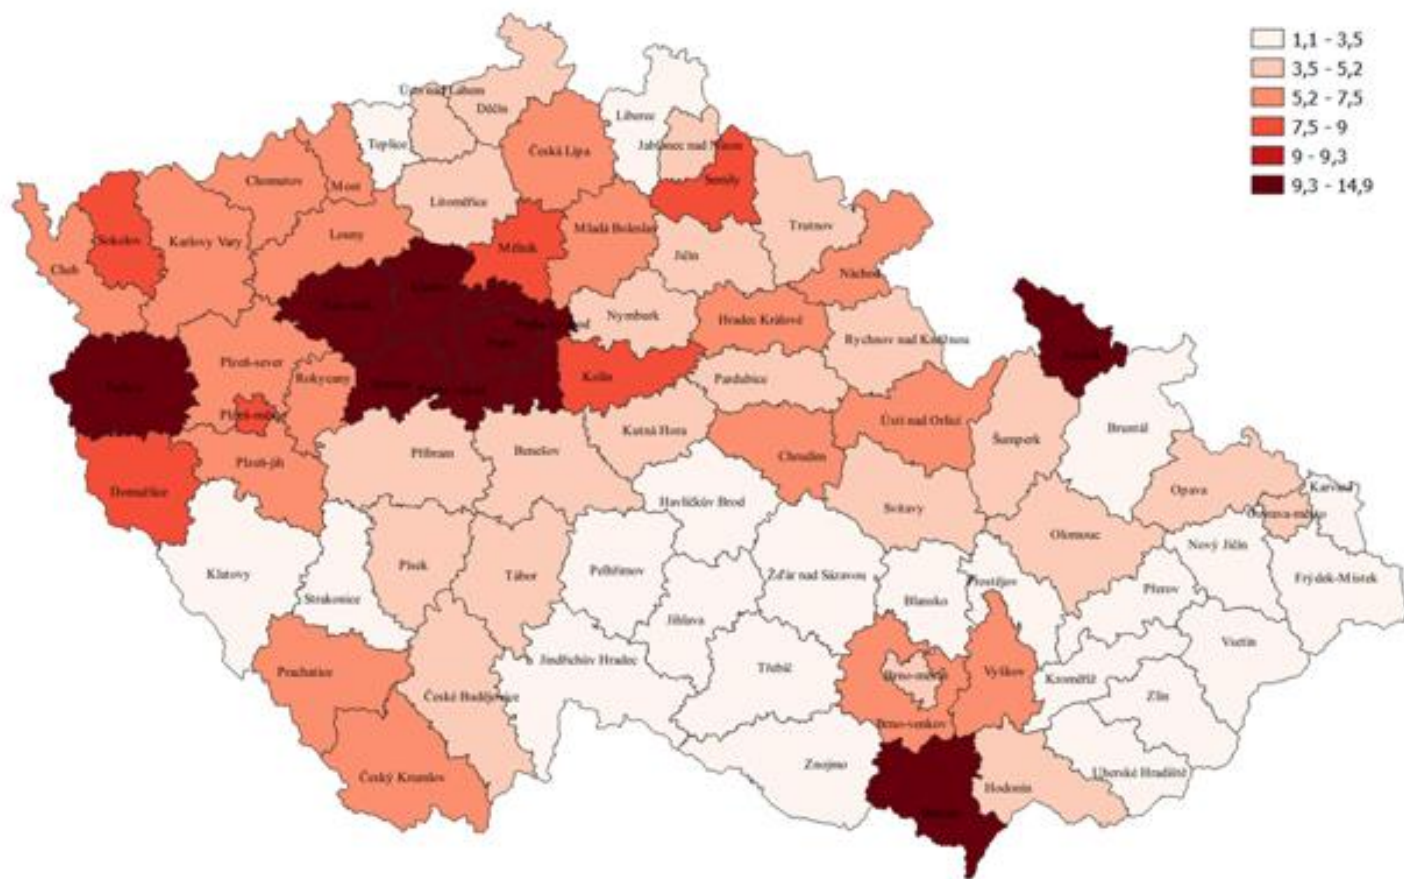 1,1 - 3,5
3,5 - 5,2
5,2 - 7,5
7,5 - 9
9 - 9,3
9,3 - 14,9
Ústí nad Labem
Děčín
Liberec
Teplice
Jablonec nad Nisou
Česká Lípa
Semily
Chomutov
Most
Litoměřice
Trutnov
Sokolov
Karlovy Vary
Louny
Mělník
Mladá Boleslav
Jičín
Cheb
Náchod
Nymburk
Hradec Králové
Rychnov nad Kněžnou
Plzeň-sever
Rokycany
Kolín
Pardubice
Plzeň-město
Ústí nad Orlicí
Bruntál
Kutná Hora
Šumperk
Příbram
Benešov
Chrudim
Plzeň-jih
Domažlice
Opava
Karviná
Havlíčkův Brod
Svitavy
Ostrava-město
Olomouc
Nový Jičín
Písek
Tábor
Pelhřimov
Žďár nad Sázavou
Klatovy
Frýdek-Místek
Prostějov
Přerov
Strakonice
Blansko
Jihlava
Vsetín
Jindřichův Hradec
Třebíč
Prachatice
Brno-město
Vyškov
Kroměříž
České Budějovice
Zlín
Brno-venkov
Znojmo
Uherské Hradiště
Český Krumlov
Hodonín